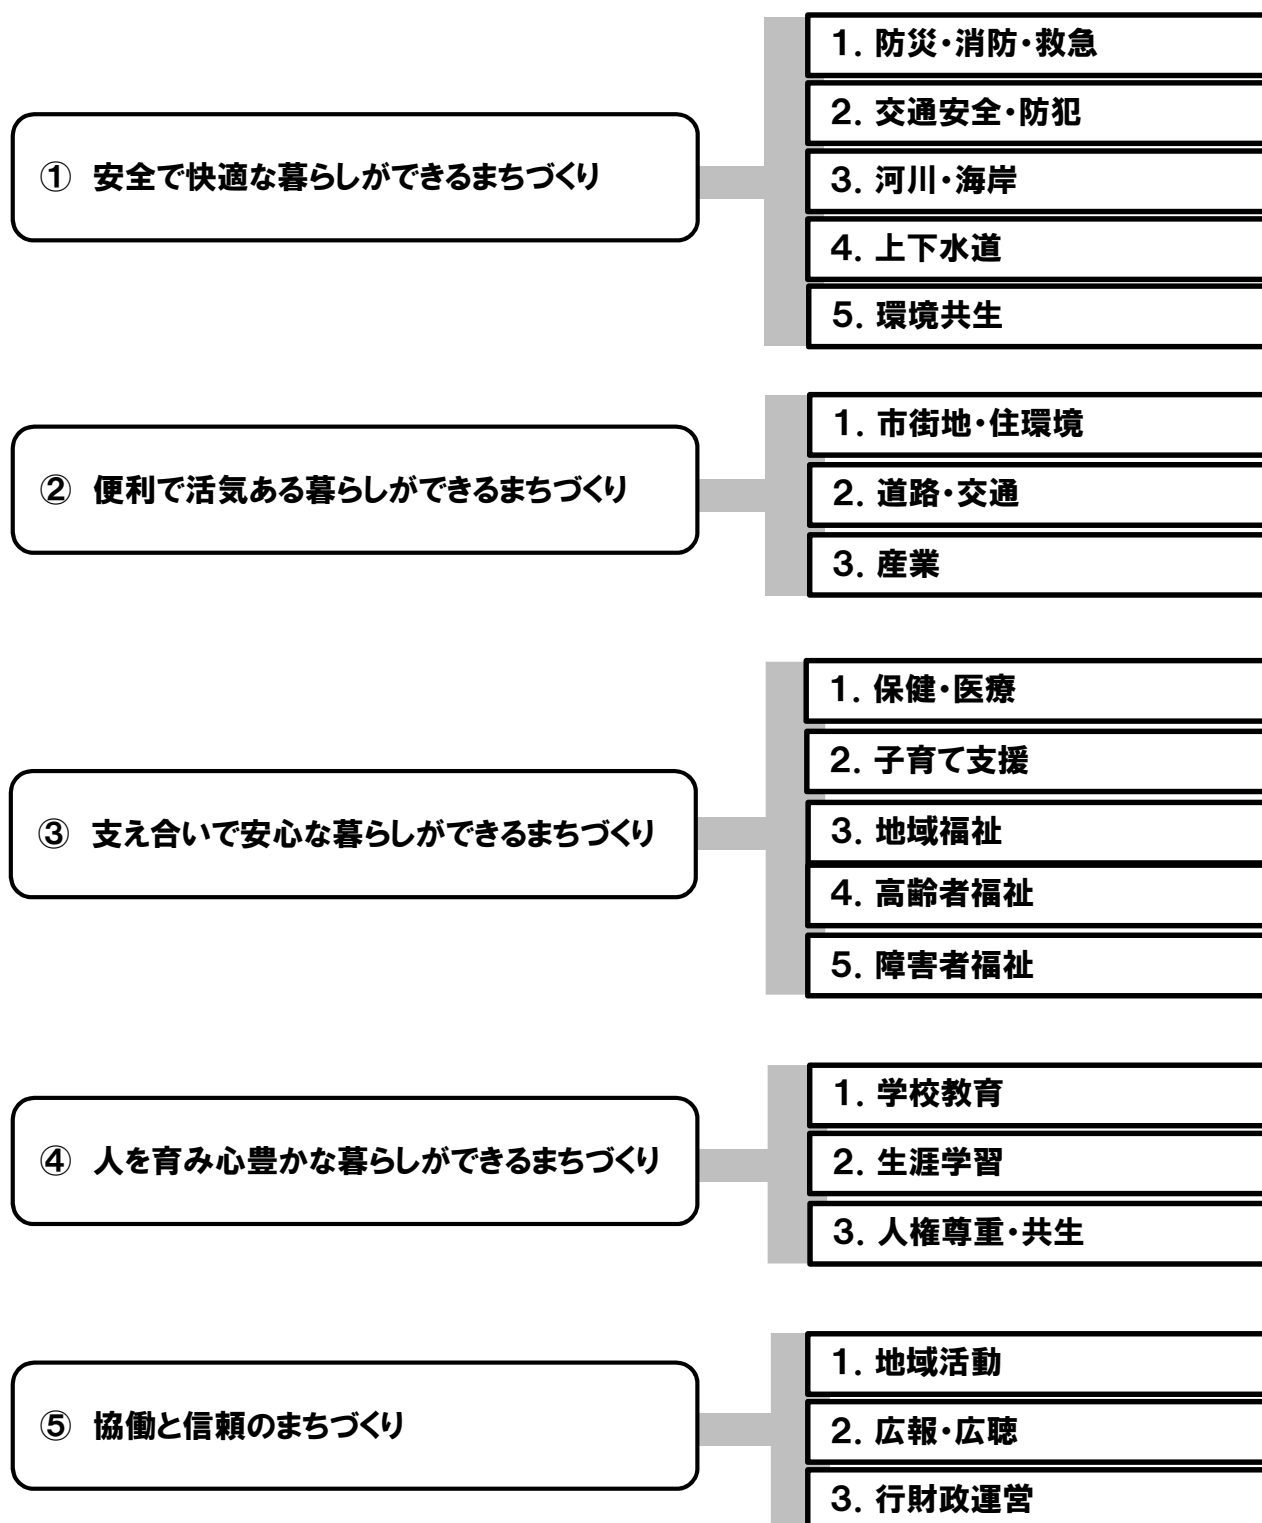 ① 安全で快適な暮らしができるまちづくり
1. 防災・消防・救急
2. 交通安全・防犯
3. 河川・海岸
4. 上下水道
5. 環境共生
② 便利で活気ある暮らしができるまちづくり
1. 市街地・住環境
2. 道路・交通
3. 産業
③ 支え合いで安心な暮らしができるまちづくり
1. 保健・医療
2. 子育て支援
3. 地域福祉
4. 高齢者福祉
5. 障害者福祉
④ 人を育み心豊かな暮らしができるまちづくり
1. 学校教育
2. 生涯学習
3. 人権尊重・共生
⑤ 協働と信頼のまちづくり
1. 地域活動
2. 広報・広聴
3. 行財政運営